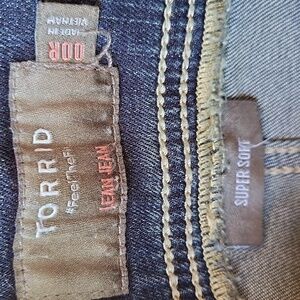 00R
MADE IN
VIETNAM
TORRID
#FeelTheFit
LEAN JEAN
SUPER SOFT